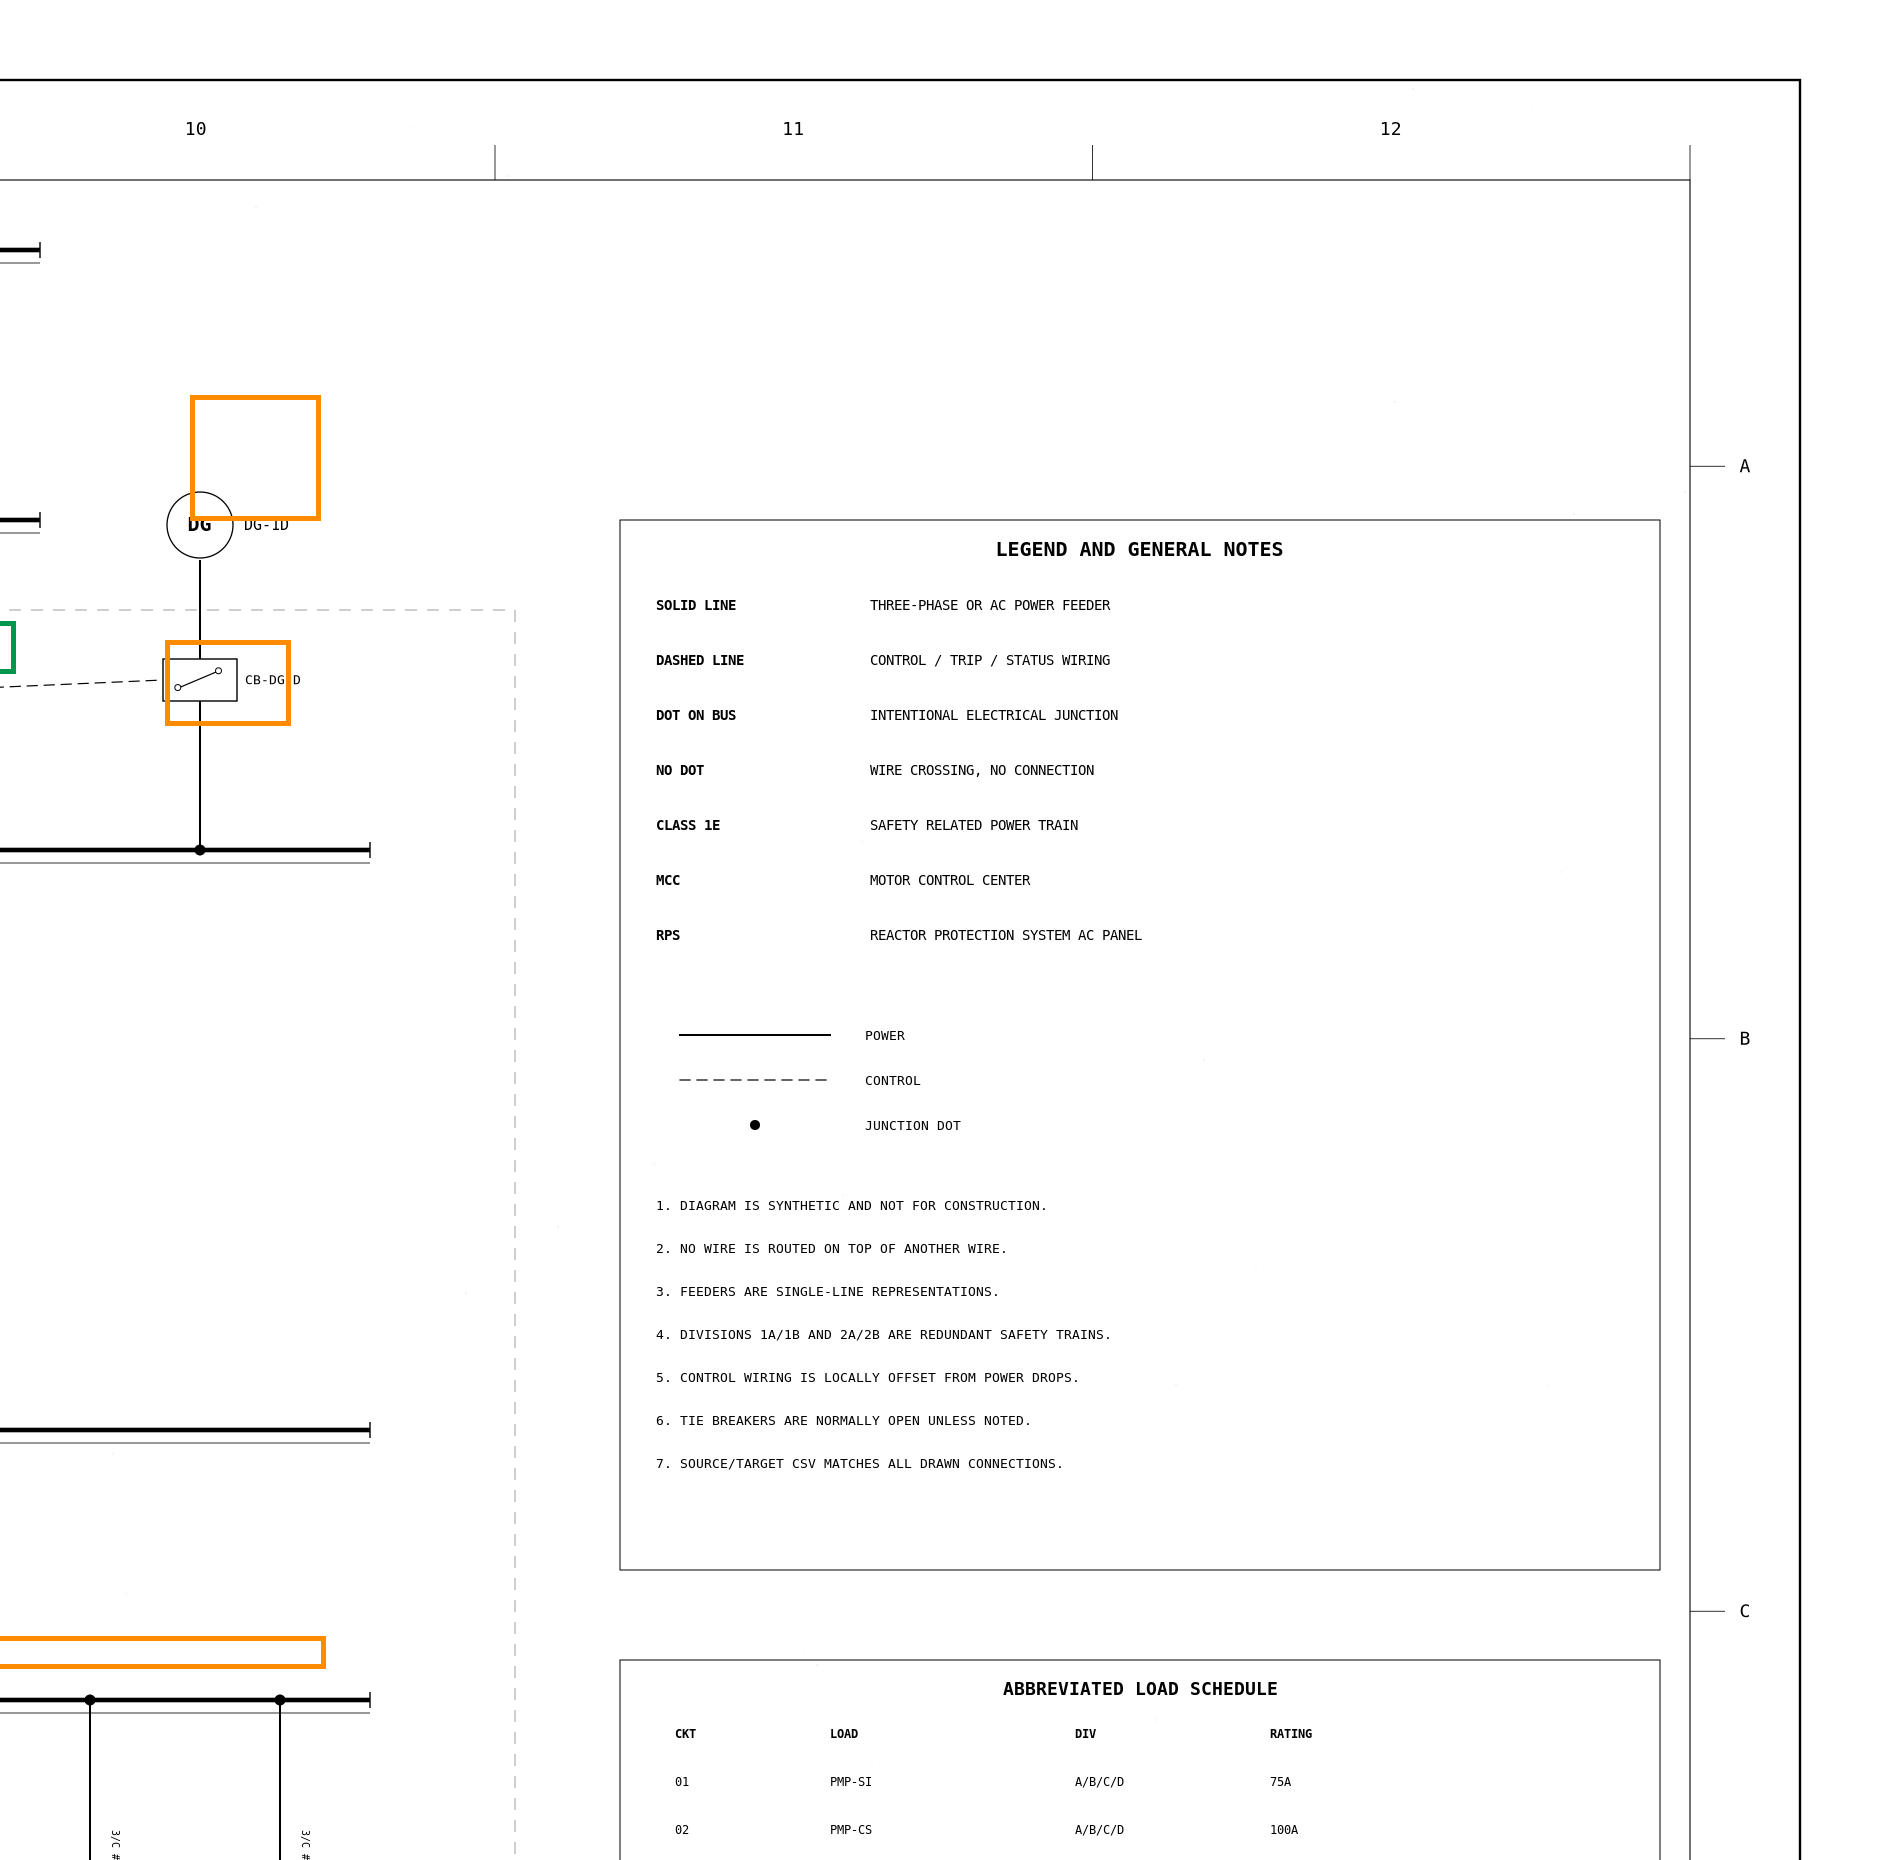 10 11 12
A
DG DG-1D
LEGEND AND GENERAL NOTES
SOLID LINE THREE-PHASE OR AC POWER FEEDER
DASHED LINE CONTROL / TRIP / STATUS WIRING
CB-DG1D
DOT ON BUS INTENTIONAL ELECTRICAL JUNCTION
NO DOT WIRE CROSSING, NO CONNECTION
CLASS 1E SAFETY RELATED POWER TRAIN
MCC MOTOR CONTROL CENTER
RPS REACTOR PROTECTION SYSTEM AC PANEL
POWER
B
CONTROL
JUNCTION DOT
1. DIAGRAM IS SYNTHETIC AND NOT FOR CONSTRUCTION.
2. NO WIRE IS ROUTED ON TOP OF ANOTHER WIRE.
3. FEEDERS ARE SINGLE-LINE REPRESENTATIONS.
4. DIVISIONS 1A/1B AND 2A/2B ARE REDUNDANT SAFETY TRAINS.
5. CONTROL WIRING IS LOCALLY OFFSET FROM POWER DROPS.
6. TIE BREAKERS ARE NORMALLY OPEN UNLESS NOTED.
7. SOURCE/TARGET CSV MATCHES ALL DRAWN CONNECTIONS.
C
ABBREVIATED LOAD SCHEDULE
CKT LOAD DIV RATING
01 PMP-SI A/B/C/D 75A
02 PMP-CS A/B/C/D 100A
3/C #
3/C #